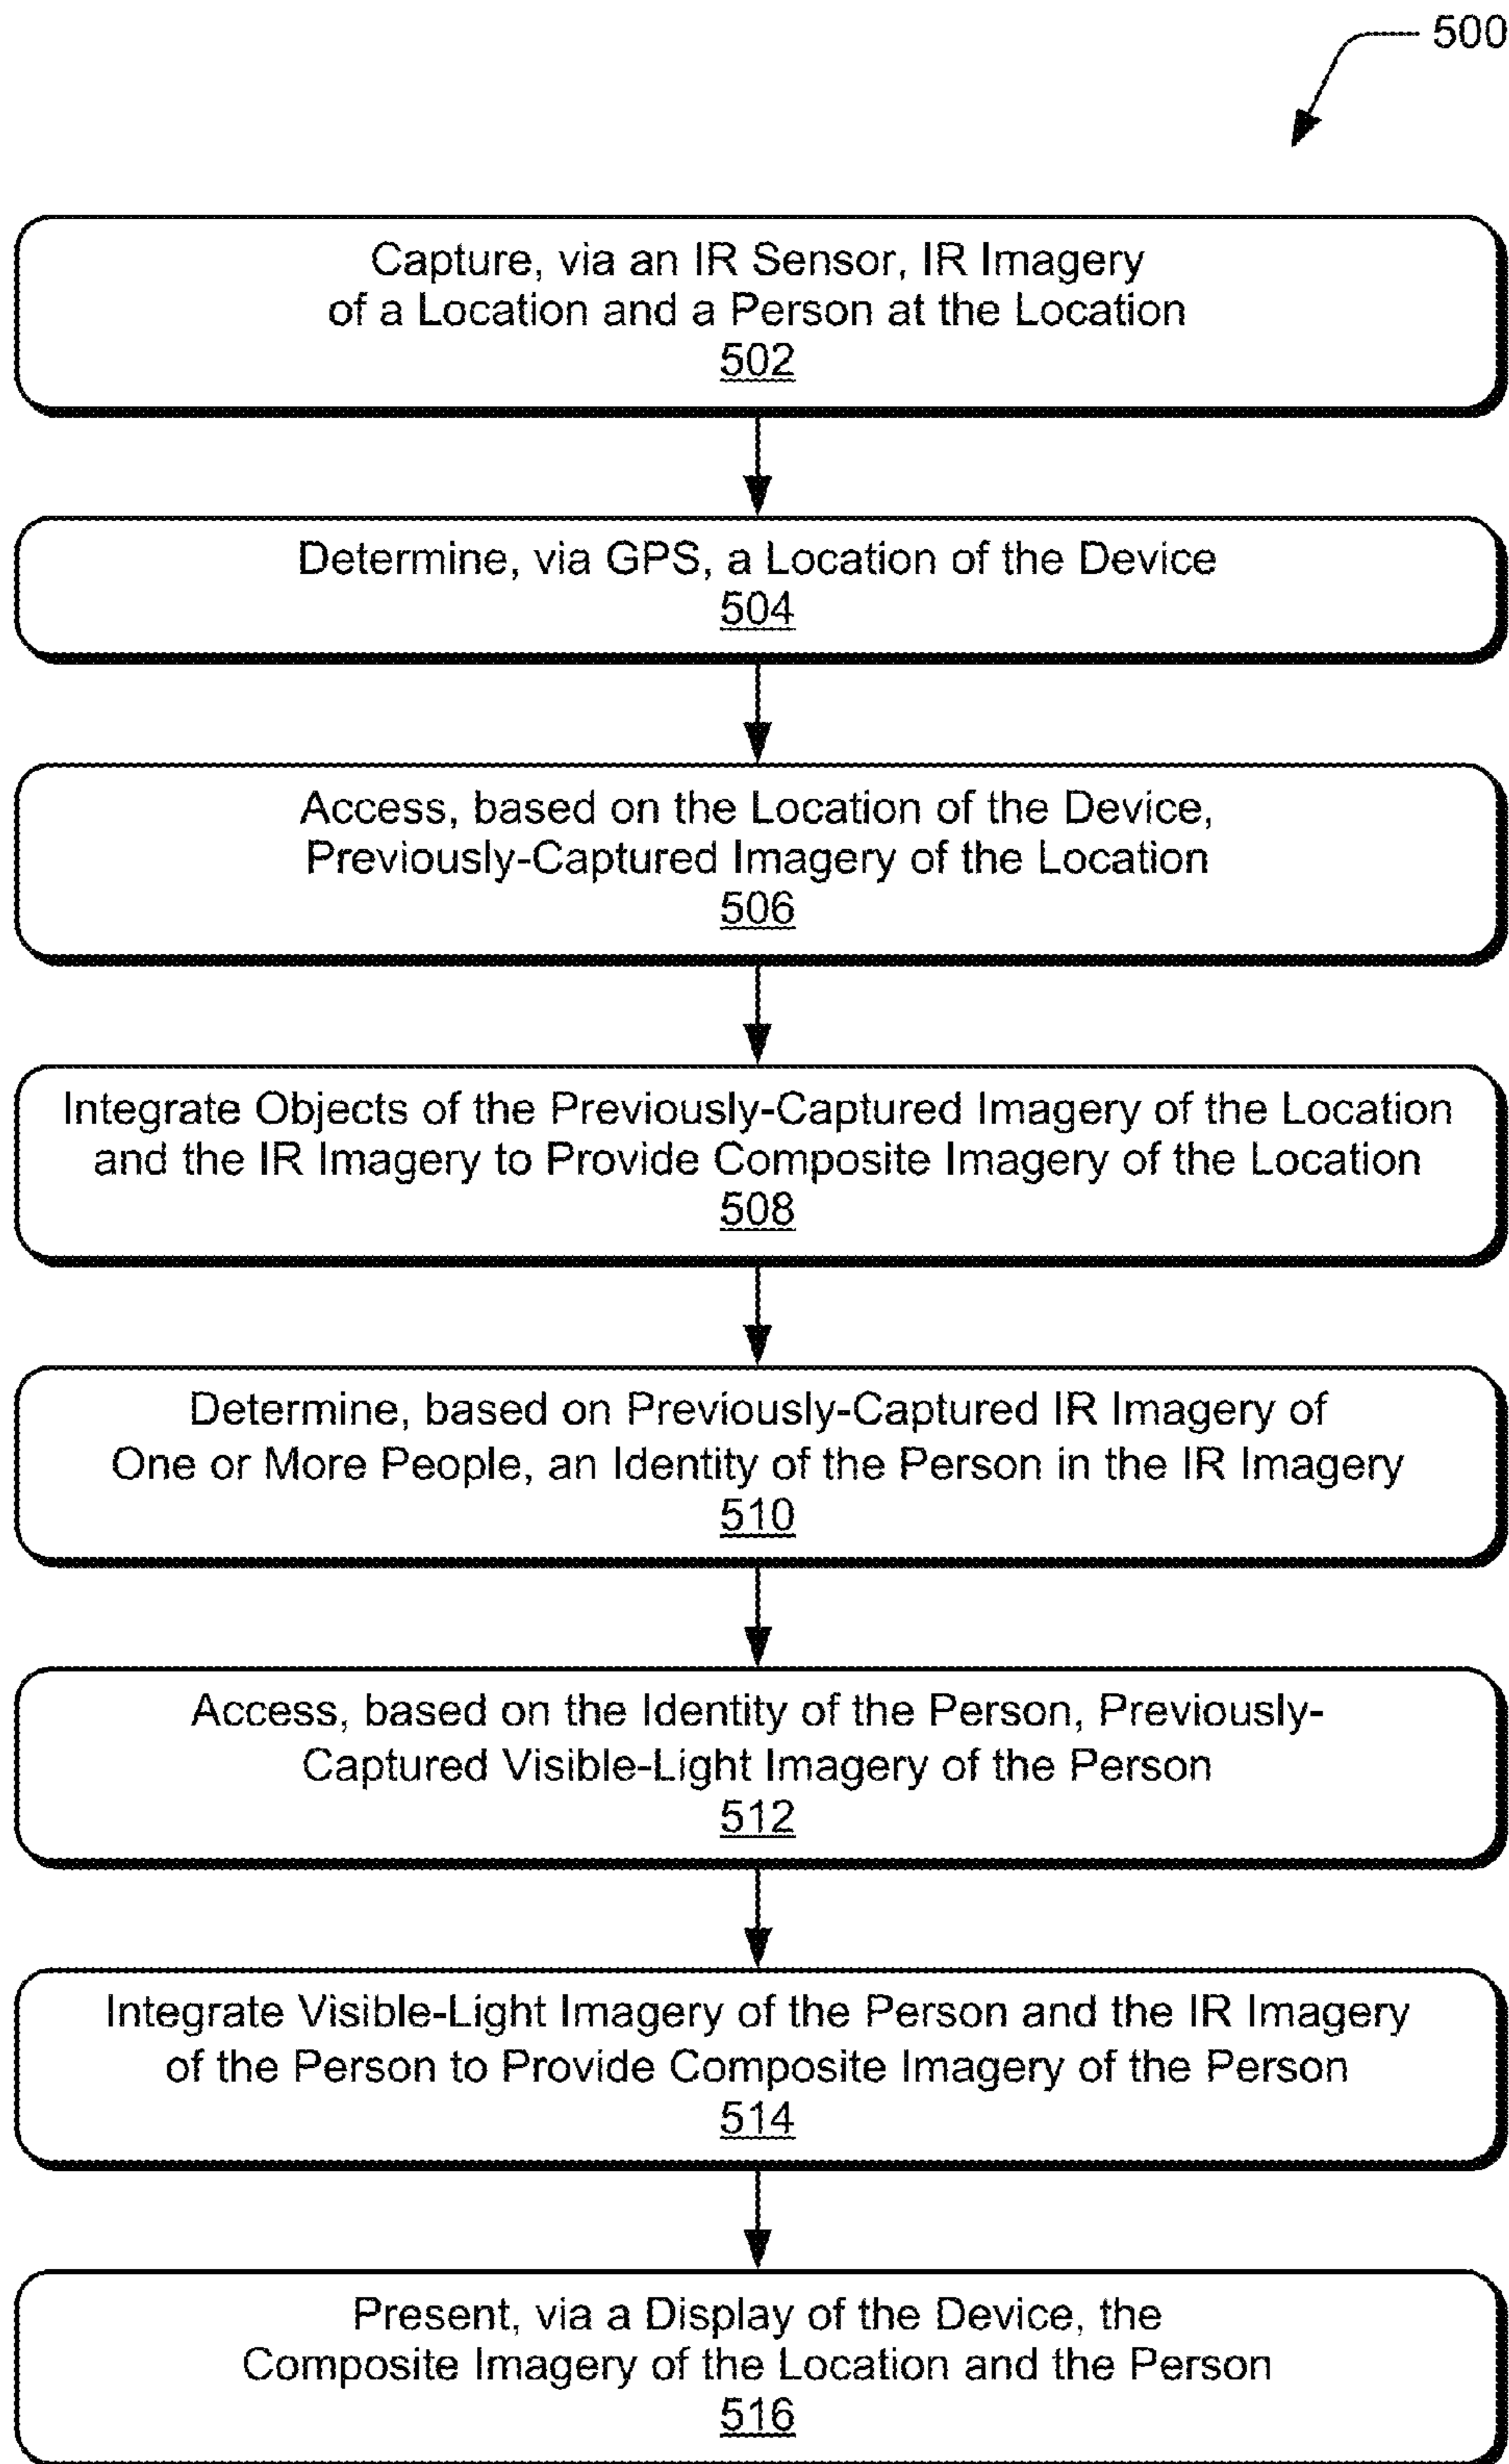 500
Capture, via an IR Sensor, IR Imagery
of a Location and a Person at the Location
502
Determine, via GPS, a Location of the Device
504
Access, based on the Location of the Device,
Previously-Captured Imagery of the Location
506
Integrate Objects of the Previously-Captured Imagery of the Location
and the IR Imagery to Provide Composite Imagery of the Location
508
Determine, based on Previously-Captured IR Imagery of
One or More People, an Identity of the Person in the IR Imagery
510
Access, based on the Identity of the Person, Previously-
Captured Visible-Light Imagery of the Person
512
Integrate Visible-Light Imagery of the Person and the IR Imagery
of the Person to Provide Composite Imagery of the Person
514
Present, via a Display of the Device, the
Composite Imagery of the Location and the Person
516